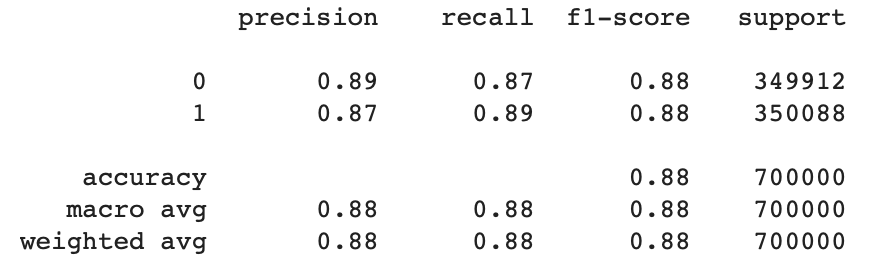 precision recall f1-score support
0 0.89 0.87 0.88 349912
1 0.87 0.89 0.88 350088
accuracy 0.88 700000
macro avg 0.88 0.88 0.88 700000
weighted avg 0.88 0.88 0.88 700000